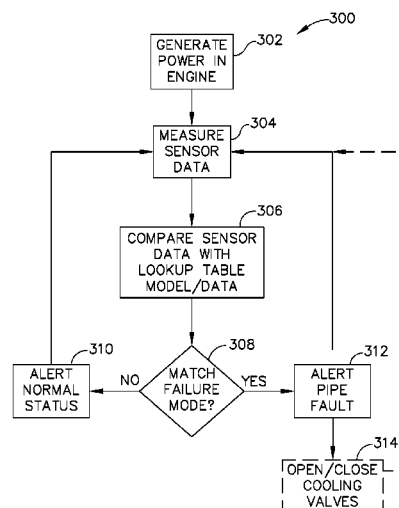 300
GENERATE
POWER IN
ENGINE
302
MEASURE
SENSOR
DATA
304
306
COMPARE SENSOR
DATA WITH
LOOKUP TABLE
MODEL/DATA
308
MATCH
FAILURE
MODE?
NO
YES
310
ALERT
NORMAL
STATUS
312
ALERT
PIPE
FAULT
314
OPEN/CLOSE
COOLING
VALVES